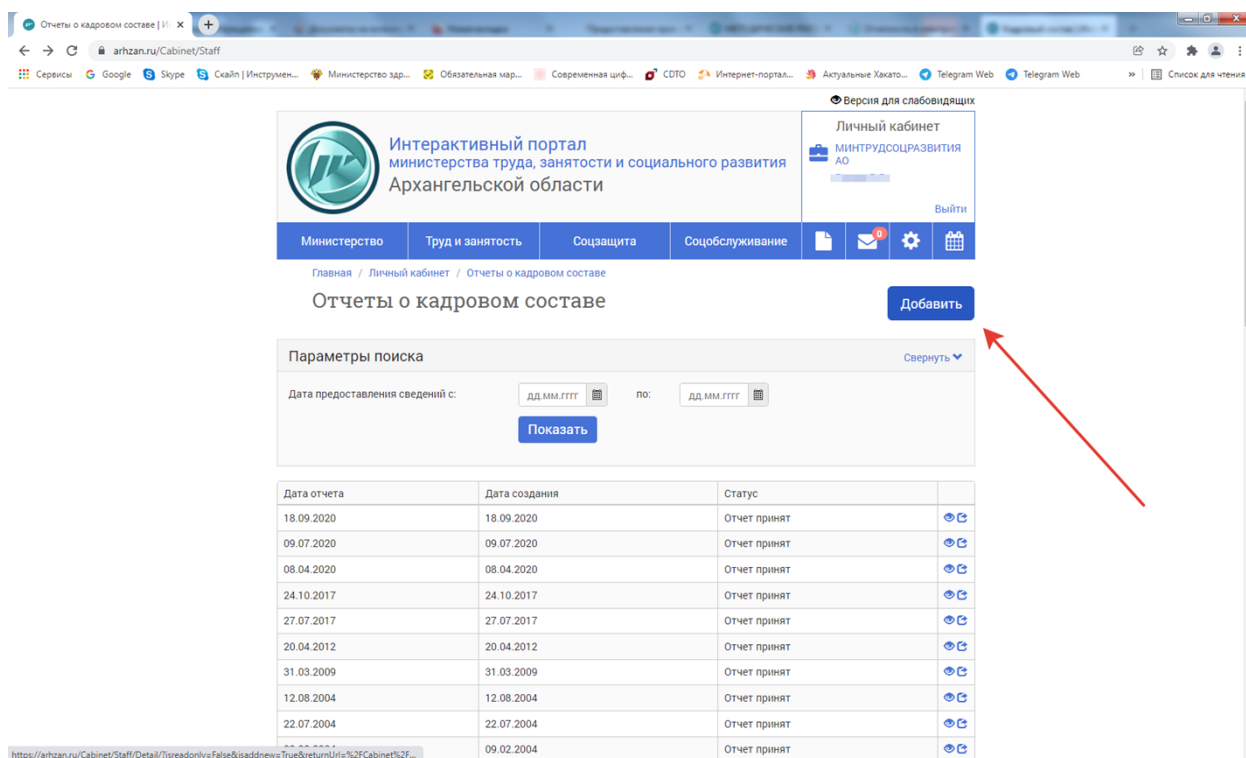 Отчеты о кадровом составе | И
arhzan.ru/Cabinet/Staff
Сервисы Google Skype Скайп | Инструмен... Министерство здр... Обязательная мар... Современная циф... CDTO Интернет-портал... Актуальные Хакато... Telegram Web Telegram Web » Список для чтения
Версия для слабовидящих
Интерактивный портал
министерства труда, занятости и социального развития
Архангельской области
Личный кабинет
МИНТРУДСОЦРАЗВИТИЯ
АО
Выйти
Министерство Труд и занятость Соцзащита Соцобслуживание 0
Главная / Личный кабинет / Отчеты о кадровом составе
Отчеты о кадровом составе
Добавить
Параметры поиска Свернуть
Дата предоставления сведений с: дд.мм.гггг по: дд.мм.гггг
Показать
Дата отчета Дата создания Статус
18.09.2020 18.09.2020 Отчет принят
09.07.2020 09.07.2020 Отчет принят
08.04.2020 08.04.2020 Отчет принят
24.10.2017 24.10.2017 Отчет принят
27.07.2017 27.07.2017 Отчет принят
20.04.2012 20.04.2012 Отчет принят
31.03.2009 31.03.2009 Отчет принят
12.08.2004 12.08.2004 Отчет принят
22.07.2004 22.07.2004 Отчет принят
09.02.2004 Отчет принят
https://arhzan.ru/Cabinet/Staff/Detail/?isreadonly=False&isaddnew=True&returnUrl=%2FCabinet%2F...